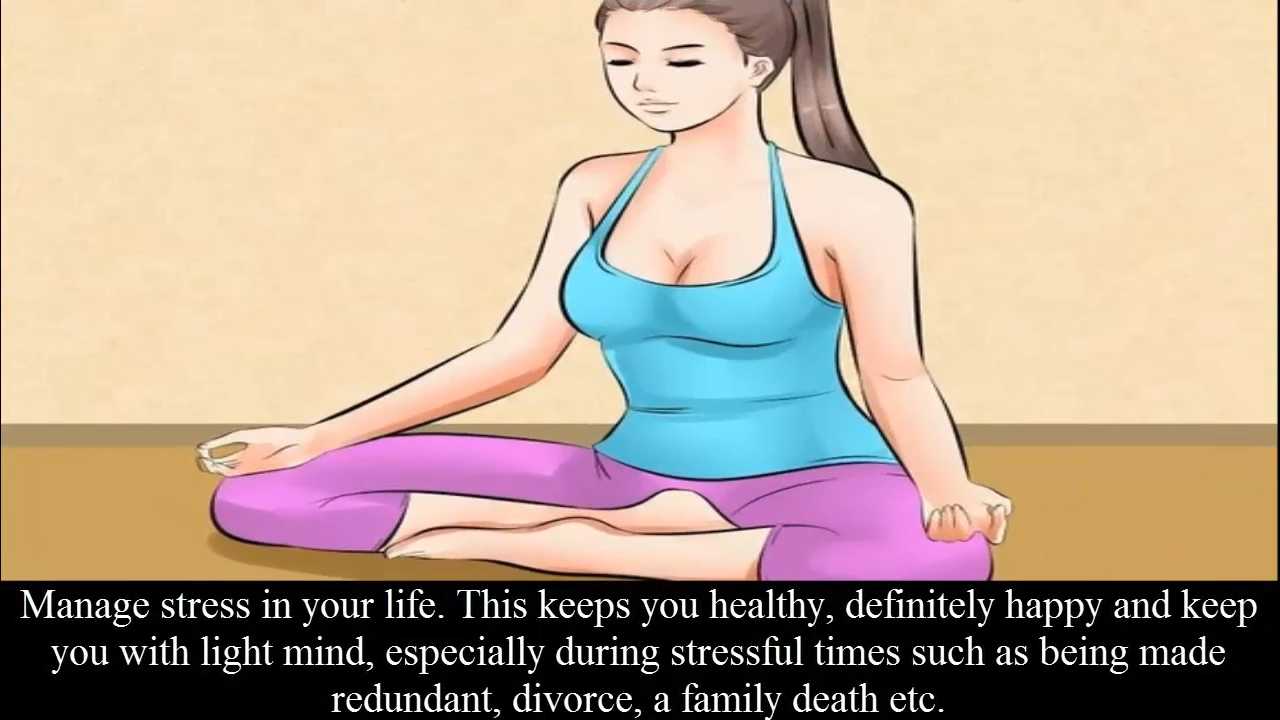 Manage stress in your life. This keeps you healthy, definitely happy and keep
you with light mind, especially during stressful times such as being made
redundant, divorce, a family death etc.